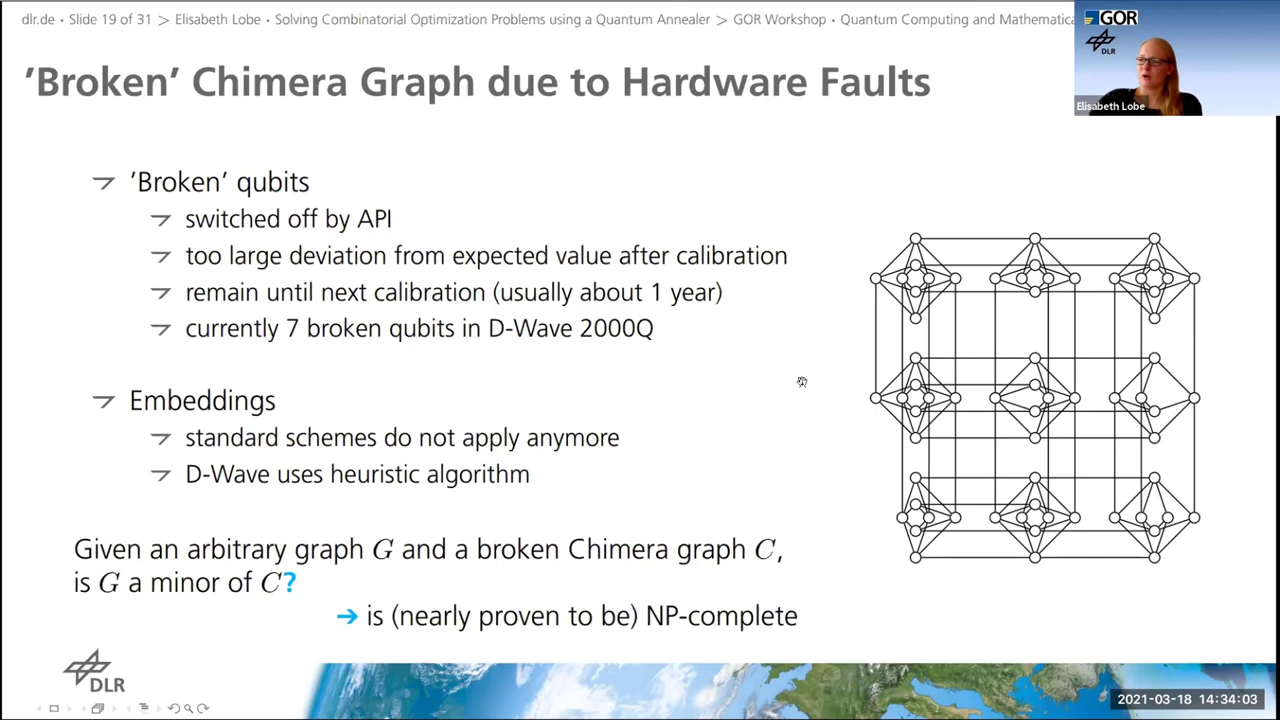 dlr.de • Slide 19 of 31 > Elisabeth Lobe • Solving Combinatorial Optimization Problems using a Quantum Annealer > GOR Workshop • Quantum Computing and
GOR
DLR
Elisabeth Lobe
’Broken’ Chimera Graph due to Hardware Faults
’Broken’ qubits
switched off by API
too large deviation from expected value after calibration
remain until next calibration (usually about 1 year)
currently 7 broken qubits in D-Wave 2000Q
Embeddings
standard schemes do not apply anymore
D-Wave uses heuristic algorithm
Given an arbitrary graph G and a broken Chimera graph C,
is G a minor of C?
➔ is (nearly proven to be) NP-complete
DLR
2021-03-18 14:34:03